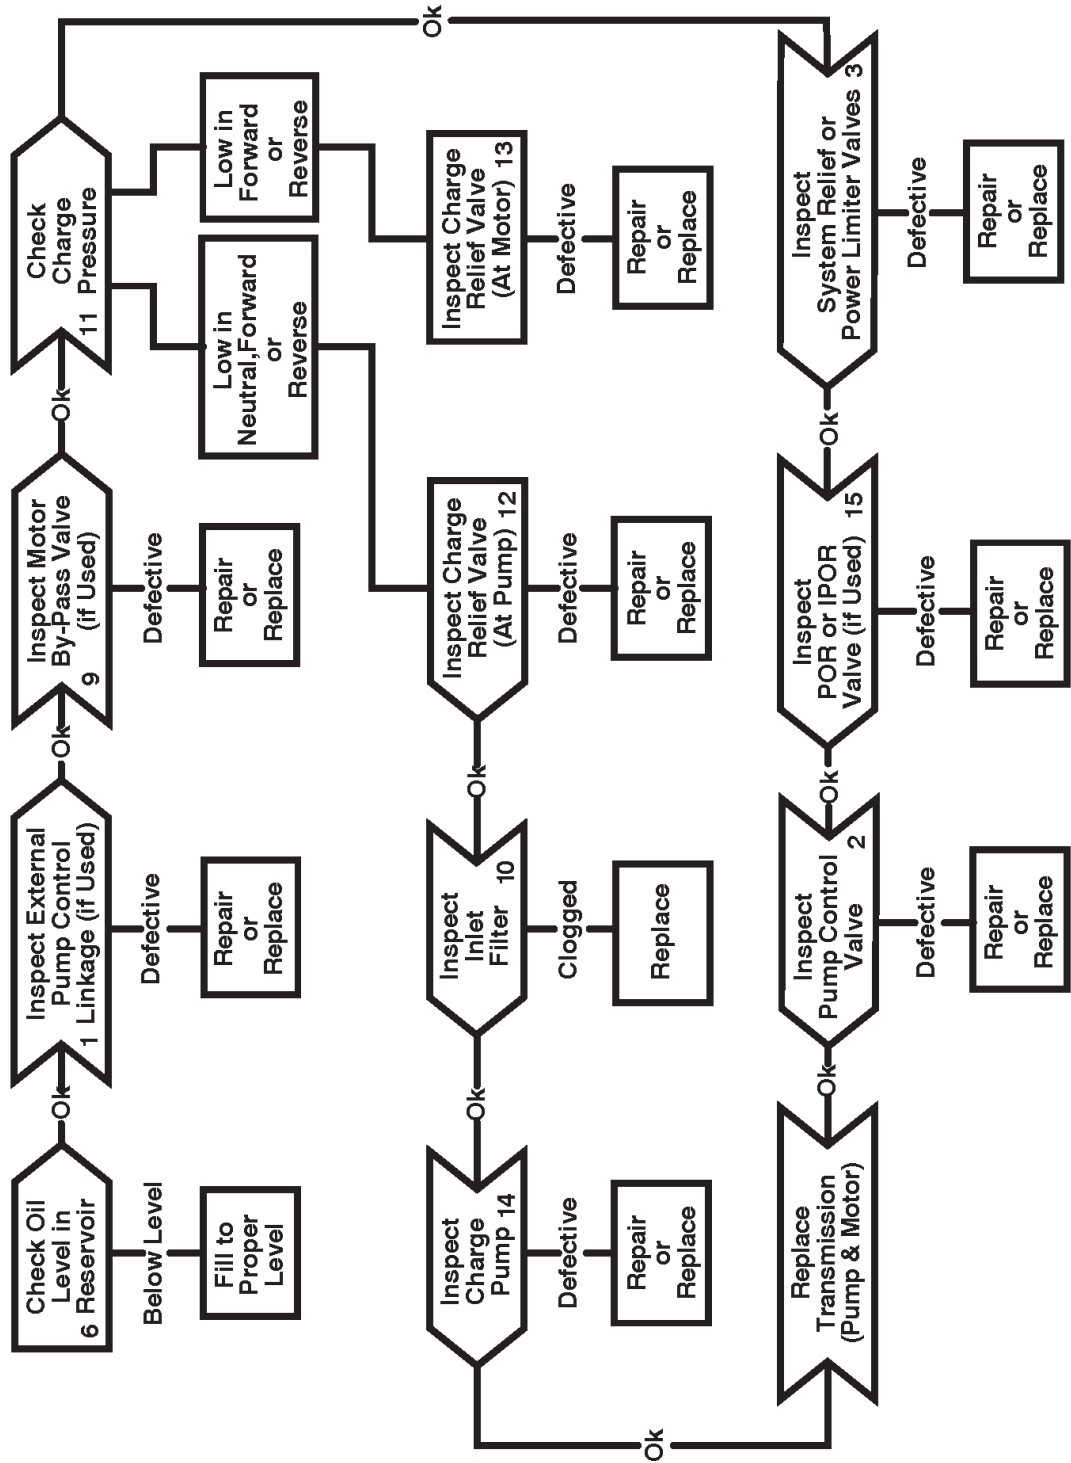 Check Oil
Level in
6 Reservoir
Below Level
Fill to
Proper
Level
Ok
Inspect External
Pump Control
1 Linkage (if Used)
Defective
Repair
or
Replace
Ok
Inspect Motor
By-Pass Valve
9 (if Used)
Defective
Repair
or
Replace
Ok
Check
Charge
11 Pressure
Low in
Neutral,Forward
or
Reverse
Low in
Forward
or
Reverse
Ok
Inspect Charge
Relief Valve
(At Motor) 13
Defective
Repair
or
Replace
Inspect Charge
Relief Valve
(At Pump) 12
Defective
Repair
or
Replace
Ok
Inspect
Inlet
Filter 10
Clogged
Replace
Ok
Inspect
Charge
Pump 14
Defective
Repair
or
Replace
Ok
Inspect
System Relief or
Power Limiter Valves 3
Defective
Repair
or
Replace
Ok
Inspect
POR or IPOR
Valve (if Used) 15
Defective
Repair
or
Replace
Ok
Inspect
Pump Control
Valve 2
Defective
Repair
or
Replace
Ok
Replace
Transmission
(Pump & Motor)